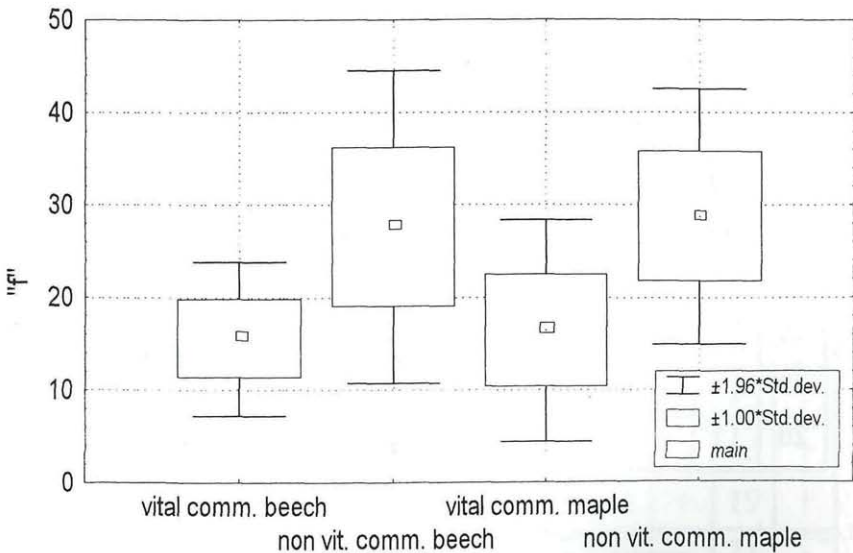 50
40
30
20
10
0
"f"
±1.96*Std.dev.
±1.00*Std.dev.
main
vital comm. beech
vital comm. maple
non vit. comm. beech
non vit. comm. maple